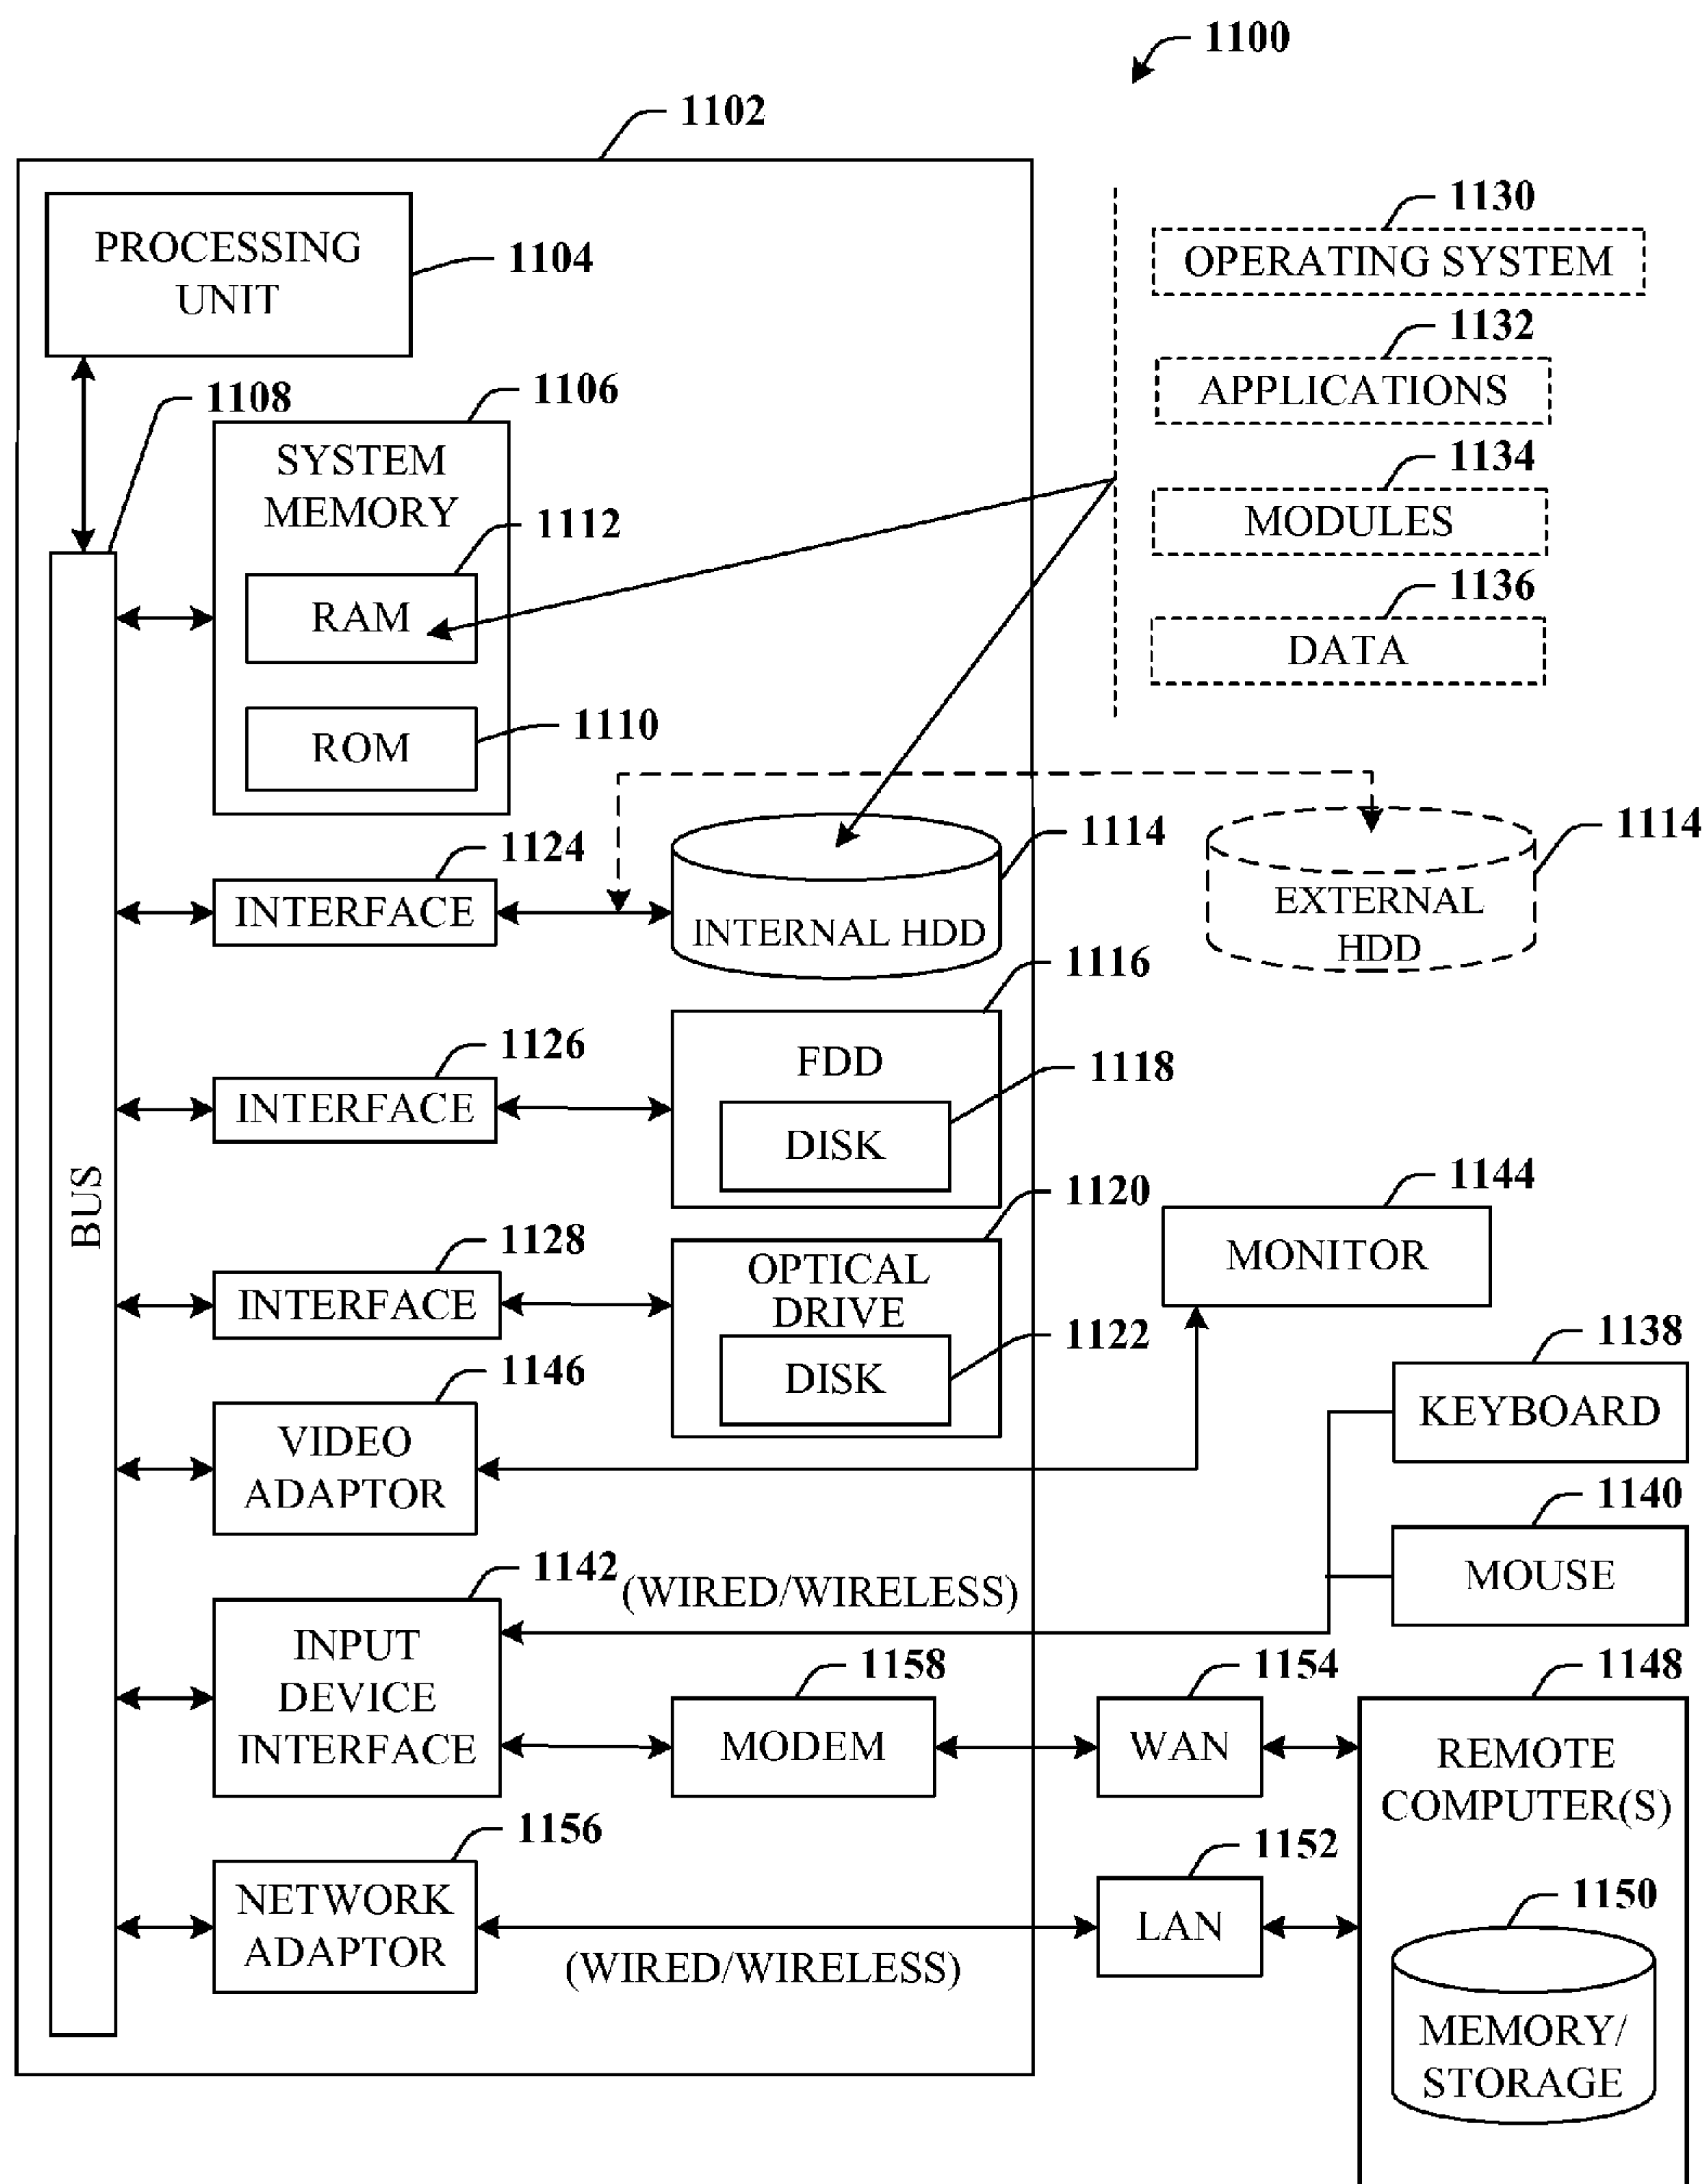 1100
1102
PROCESSING
UNIT
1104
1130
OPERATING SYSTEM
1132
APPLICATIONS
1134
MODULES
1136
DATA
1108
1106
SYSTEM
MEMORY
1112
RAM
1110
ROM
BUS
1124
INTERFACE
1114
INTERNAL HDD
1114
EXTERNAL
HDD
1126
INTERFACE
1116
FDD
1118
DISK
1128
INTERFACE
1120
OPTICAL
DRIVE
1122
DISK
1144
MONITOR
1146
VIDEO
ADAPTOR
1138
KEYBOARD
1140
MOUSE
1142
(WIRED/WIRELESS)
INPUT
DEVICE
INTERFACE
1158
MODEM
1154
WAN
1148
REMOTE
COMPUTER(S)
1156
NETWORK
ADAPTOR
(WIRED/WIRELESS)
1152
LAN
1150
MEMORY/
STORAGE